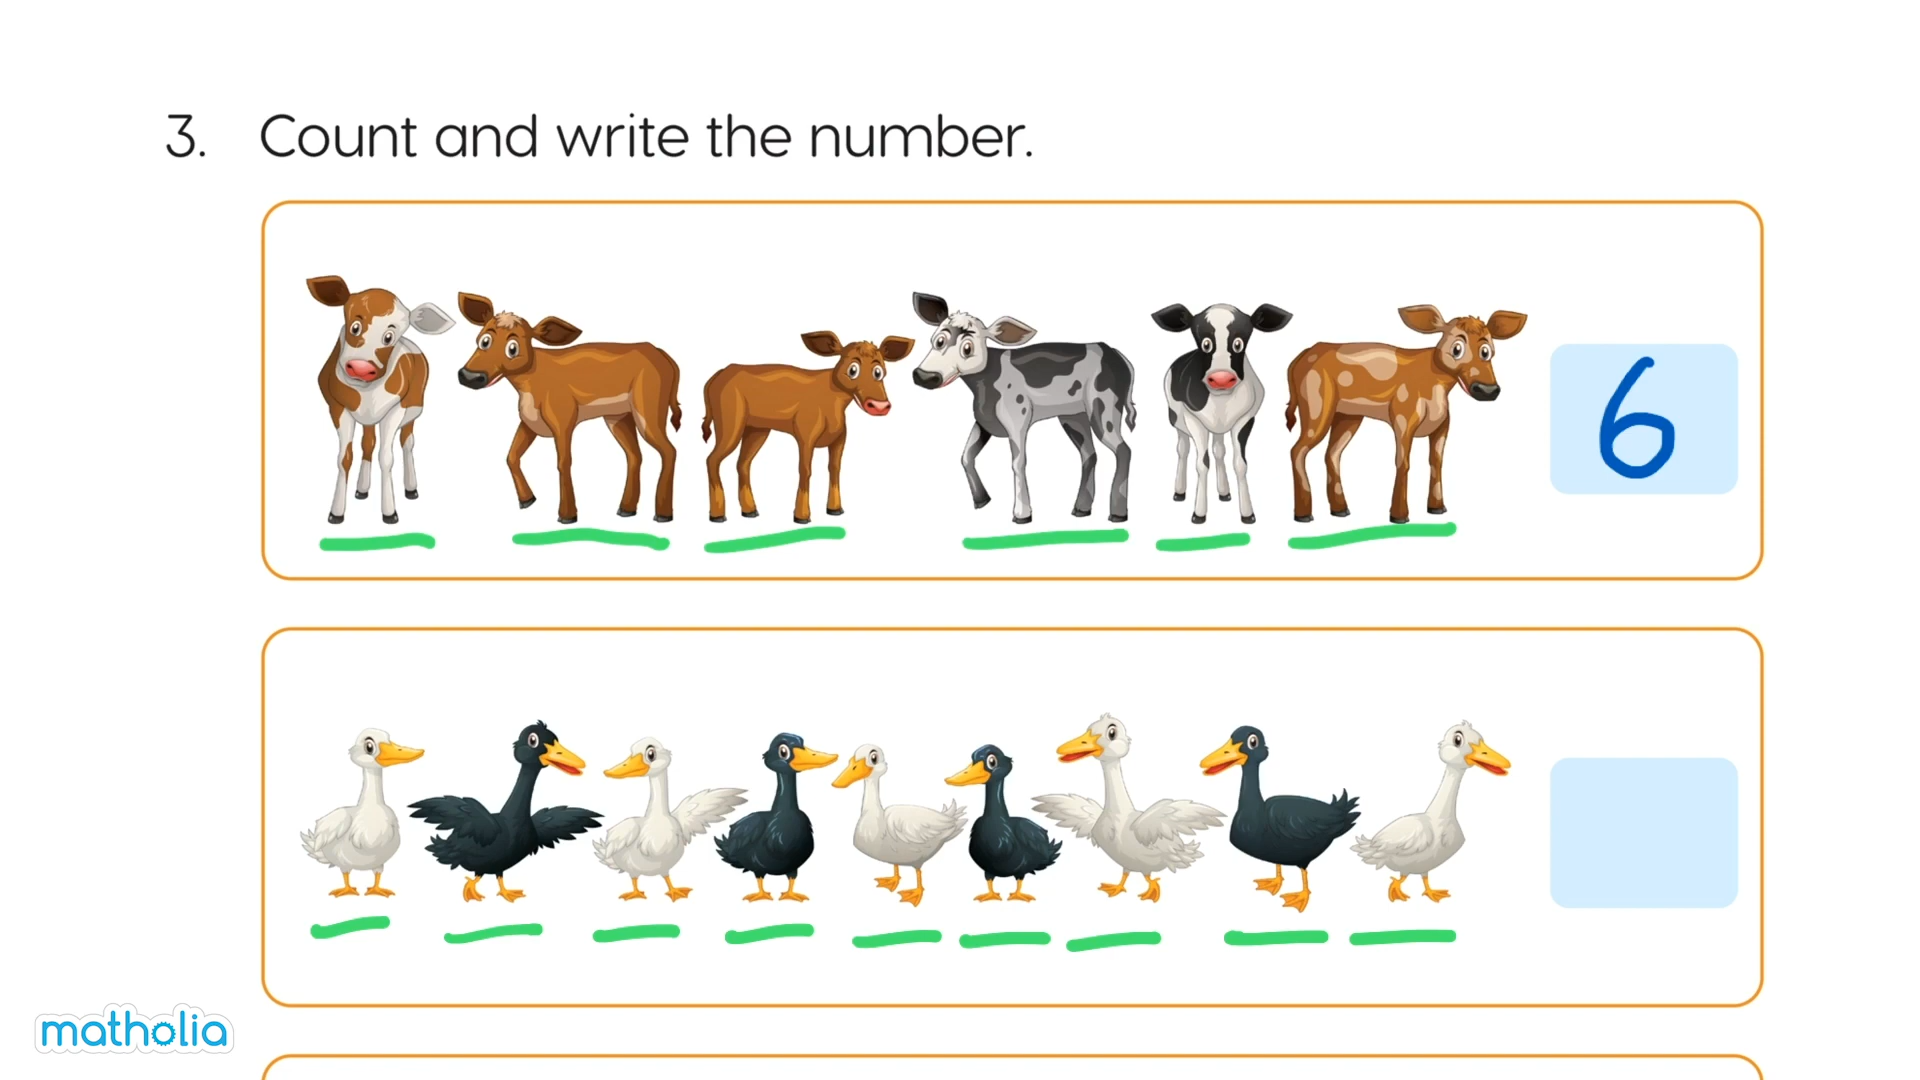 3. Count and write the number.
6
matholia